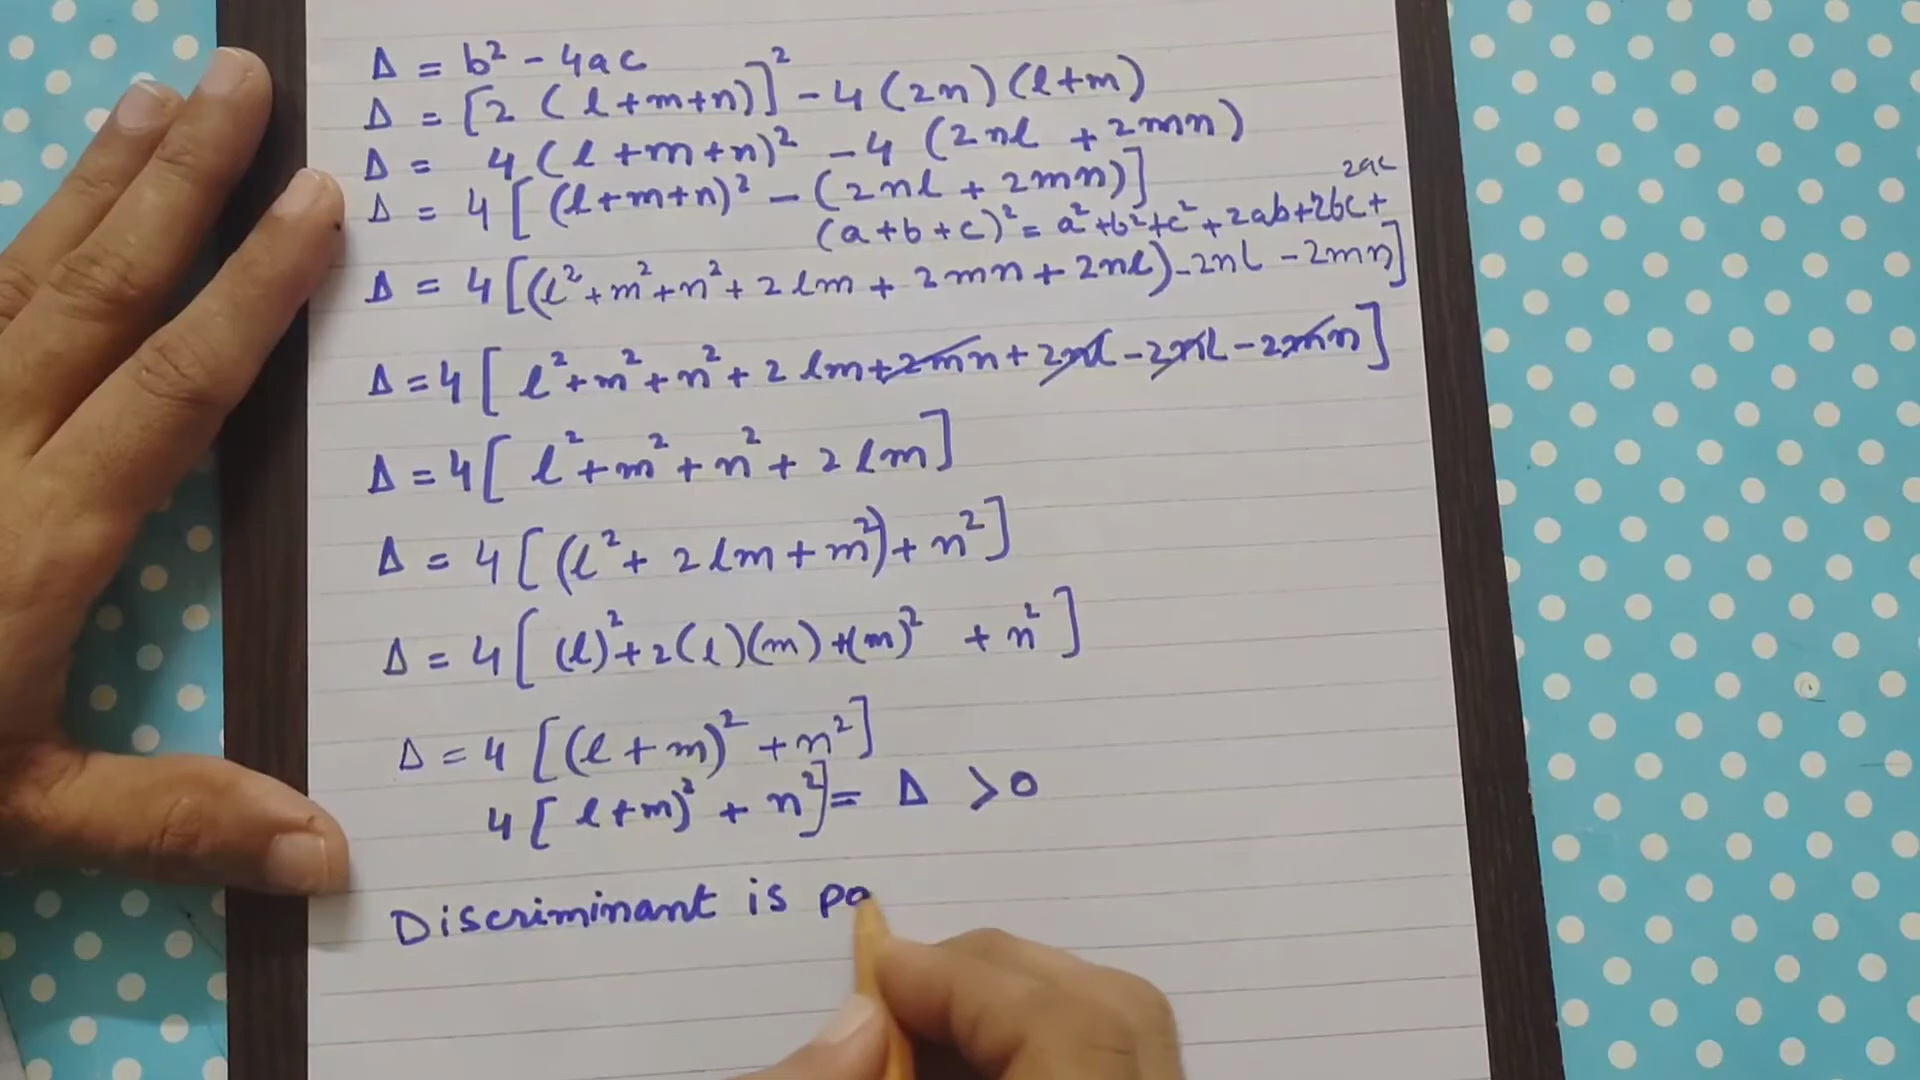 Δ = b² - 4ac
Δ = [2 (l+m+n)]² - 4 (2n) (l+m)
Δ = 4 (l+m+n)² - 4 (2nl + 2mn)
Δ = 4 [(l+m+n)² - (2nl + 2mn)]
2ac
(a+b+c)² = a²+b²+c²+2ab+2bc+
Δ = 4[(l²+m²+n²+2lm+2mn+2nl)-2nl-2mn]
Δ=4[l²+m²+n²+2lm+2mn+2nl-2nl-2mn]
Δ=4[l²+m²+n²+2lm]
Δ = 4[(l²+2lm+m²)+n²]
Δ = 4[(l)²+2(l)(m)+(m)² + n²]
Δ=4 [(l+m)²+n²]
4[l+m)²+n²]= Δ >0
Discriminant is po